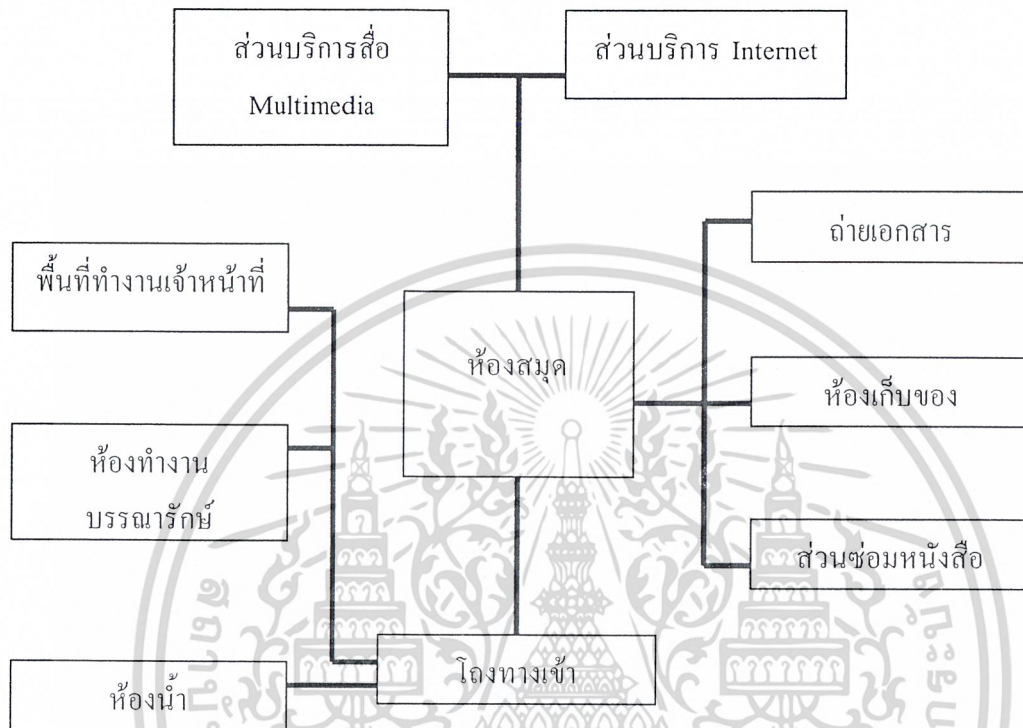 ส่วนบริการสื่อ
Multimedia
ส่วนบริการ Internet
ถ่ายเอกสาร
พื้นที่ทำงานเจ้าหน้าที่
ห้องสมุด
ห้องเก็บของ
ห้องทำงาน
บรรณารักษ์
ส่วนซ่อมหนังสือ
โถงทางเข้า
ห้องน้ำ